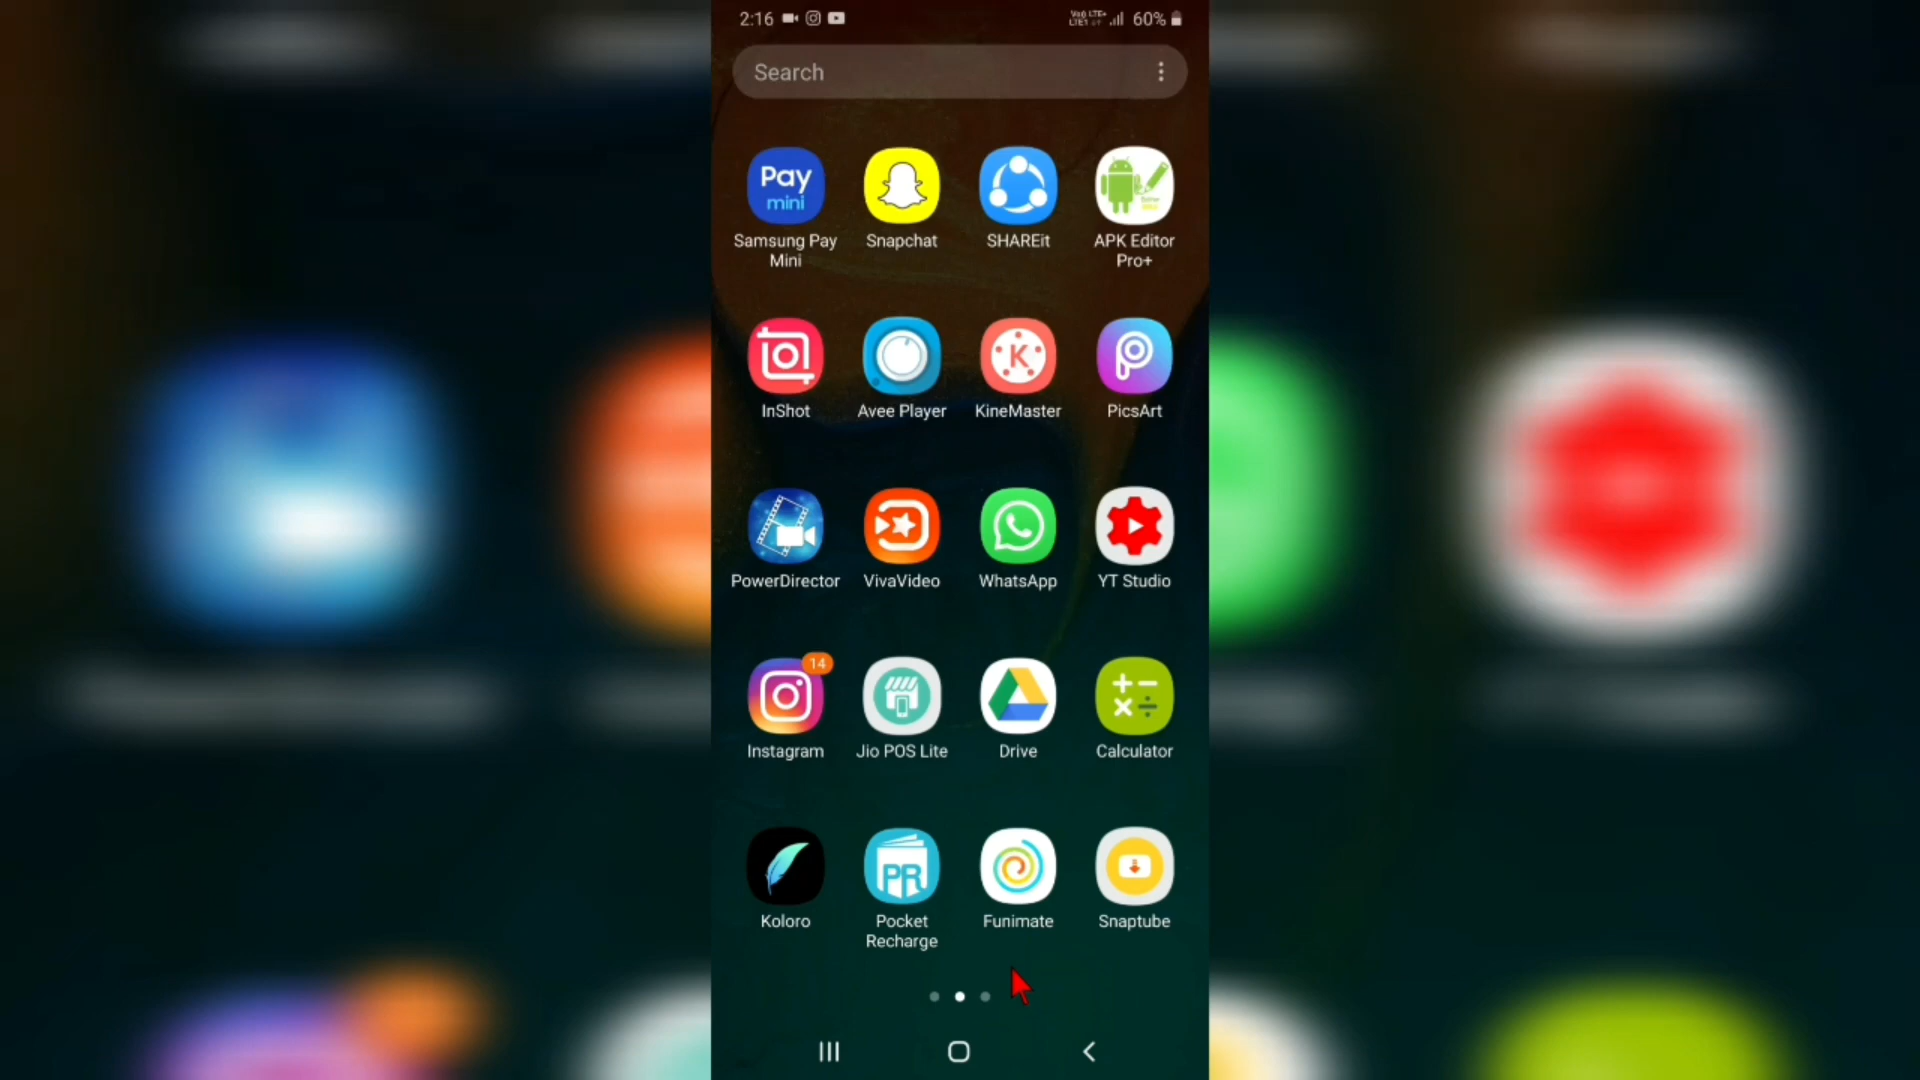 2:16
60%
Search
Pay
mini
Samsung Pay
Mini
Snapchat
SHAREit
APK Editor
Pro+
InShot
Avee Player
K
KineMaster
PicsArt
PowerDirector
VivaVideo
WhatsApp
YT Studio
14
Instagram
Jio POS Lite
Drive
Calculator
Koloro
PR
Pocket
Recharge
Funimate
Snaptube